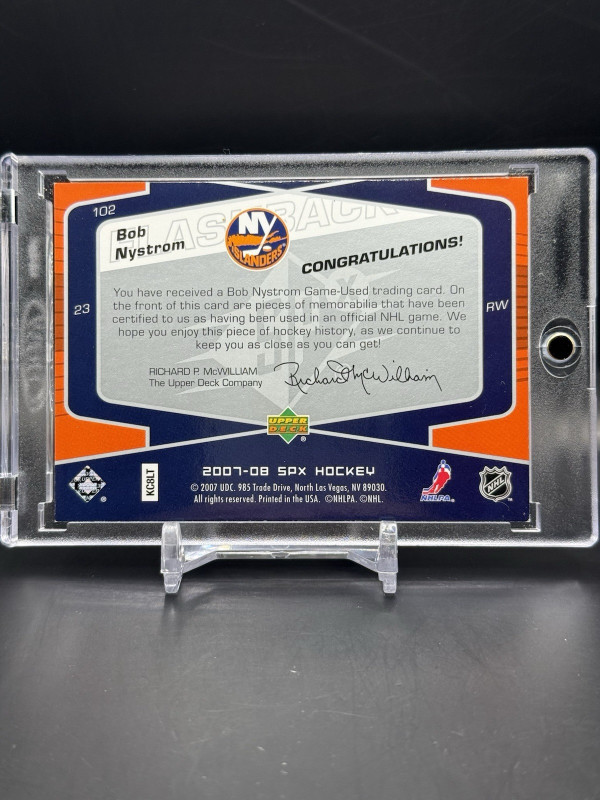 102
FLASHBACK
Bob
Nystrom
NY
ISLANDERS
CONGRATULATIONS!
You have received a Bob Nystrom Game-Used trading card. On
the front of this card are pieces of memorabilia that have been
certified to us as having been used in an official NHL game. We
hope you enjoy this piece of hockey history, as we continue to
keep you as close as you can get!
23
RW
RICHARD P. McWILLIAM
The Upper Deck Company
Richard McWilliam
UPPER
DECK
®
2007-08 SPX HOCKEY
KC8LT
© 2007 UDC. 985 Trade Drive, North Las Vegas, NV 89030.
All rights reserved. Printed in the USA. ©NHLPA. ©NHL.
®
NHLPA
NHL